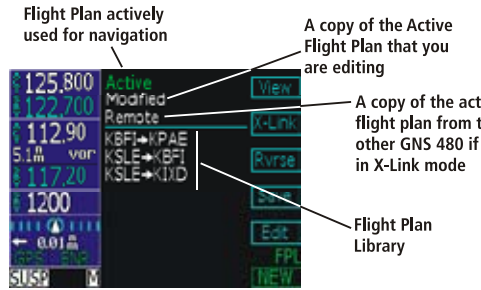 Flight Plan actively
used for navigation
A copy of the Active
Flight Plan that you
are editing
A copy of the act
flight plan from t
other GNS 480 if
in X-Link mode
Flight Plan
Library
125.800
122.700
112.90
5.1 vor
117.20
1200
0.01
GPS ENR
SUSP M
Active
Modified
Remote
KBFI→KPAE
KSLE→KBFI
KSLE→KIXD
View
X-Link
Rvrse
Save
Edit
FPL
NEW